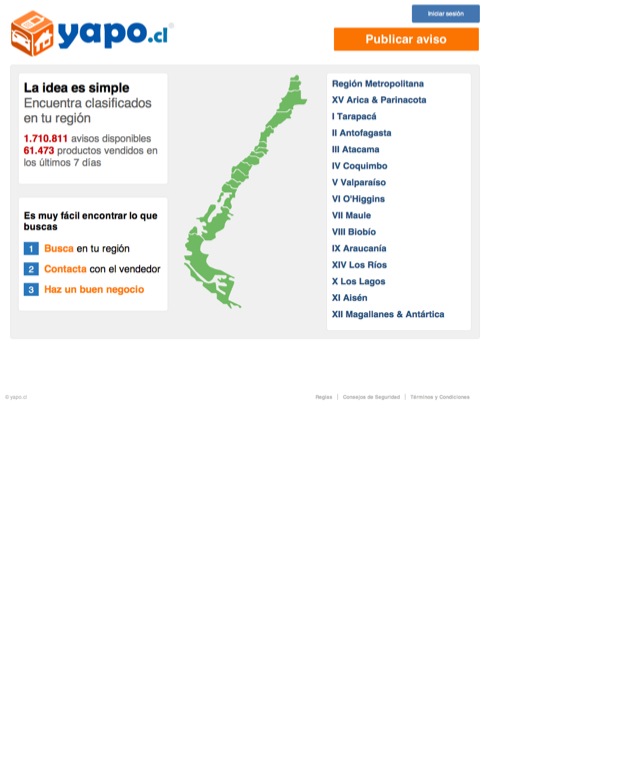 Iniciar sesión
yapo.cl
Publicar aviso
La idea es simple
Encuentra clasificados
en tu región
1.710.811 avisos disponibles
61.473 productos vendidos en
los últimos 7 días
Es muy fácil encontrar lo que
buscas
1 Busca en tu región
2 Contacta con el vendedor
3 Haz un buen negocio
Región Metropolitana
XV Arica & Parinacota
I Tarapacá
II Antofagasta
III Atacama
IV Coquimbo
V Valparaíso
VI O'Higgins
VII Maule
VIII Biobío
IX Araucanía
XIV Los Ríos
X Los Lagos
XI Aisén
XII Magallanes & Antártica
© yapo.cl
Reglas | Consejos de Seguridad | Términos y Condiciones